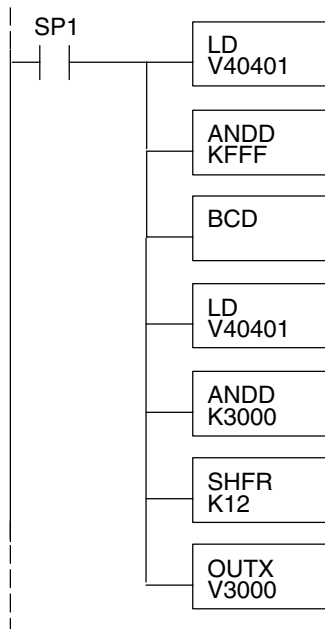 SP1
LD
V40401
ANDD
KFFF
BCD
LD
V40401
ANDD
K3000
SHFR
K12
OUTX
V3000